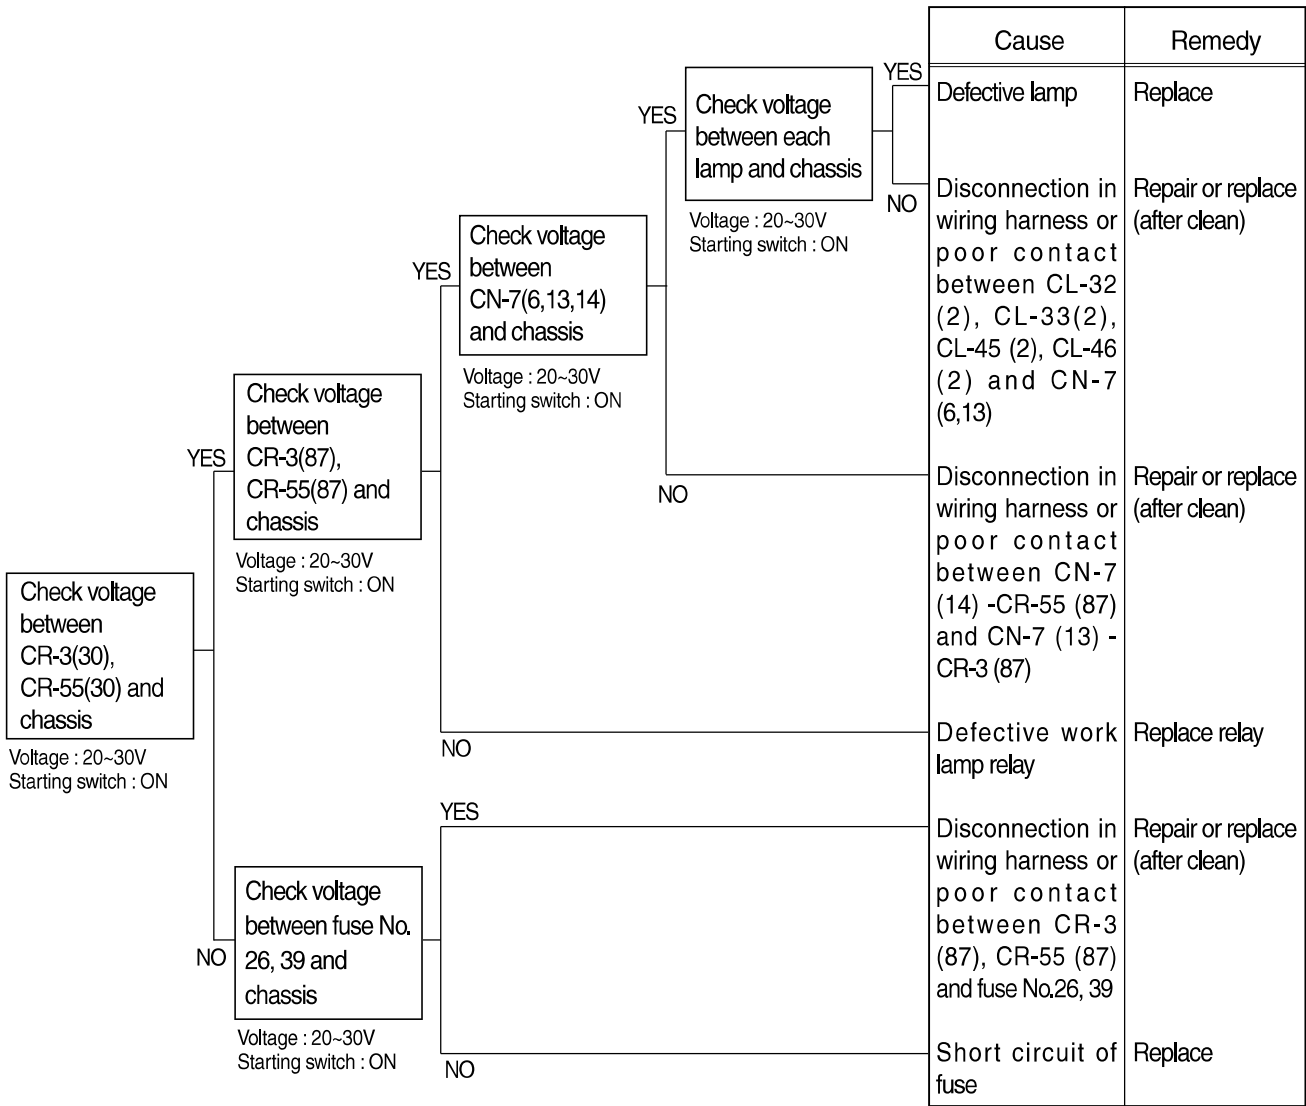 Cause
Remedy
YES
Defective lamp
Replace
YES
Check voltage
between each
lamp and chassis
NO
Voltage : 20~30V
Starting switch : ON
Disconnection in
wiring harness or
poor contact
between CL-32
(2), CL-33(2),
CL-45 (2), CL-46
(2) and CN-7
(6,13)
Repair or replace
(after clean)
YES
Check voltage
between
CN-7(6,13,14)
and chassis
Voltage : 20~30V
Starting switch : ON
NO
Disconnection in
wiring harness or
poor contact
between CN-7
(14) -CR-55 (87)
and CN-7 (13) -
CR-3 (87)
Repair or replace
(after clean)
YES
Check voltage
between
CR-3(87),
CR-55(87) and
chassis
Voltage : 20~30V
Starting switch : ON
NO
Defective work
lamp relay
Replace relay
Check voltage
between
CR-3(30),
CR-55(30) and
chassis
Voltage : 20~30V
Starting switch : ON
YES
Disconnection in
wiring harness or
poor contact
between CR-3
(87), CR-55 (87)
and fuse No.26, 39
Repair or replace
(after clean)
NO
Check voltage
between fuse No.
26, 39 and
chassis
Voltage : 20~30V
Starting switch : ON
NO
Short circuit of
fuse
Replace